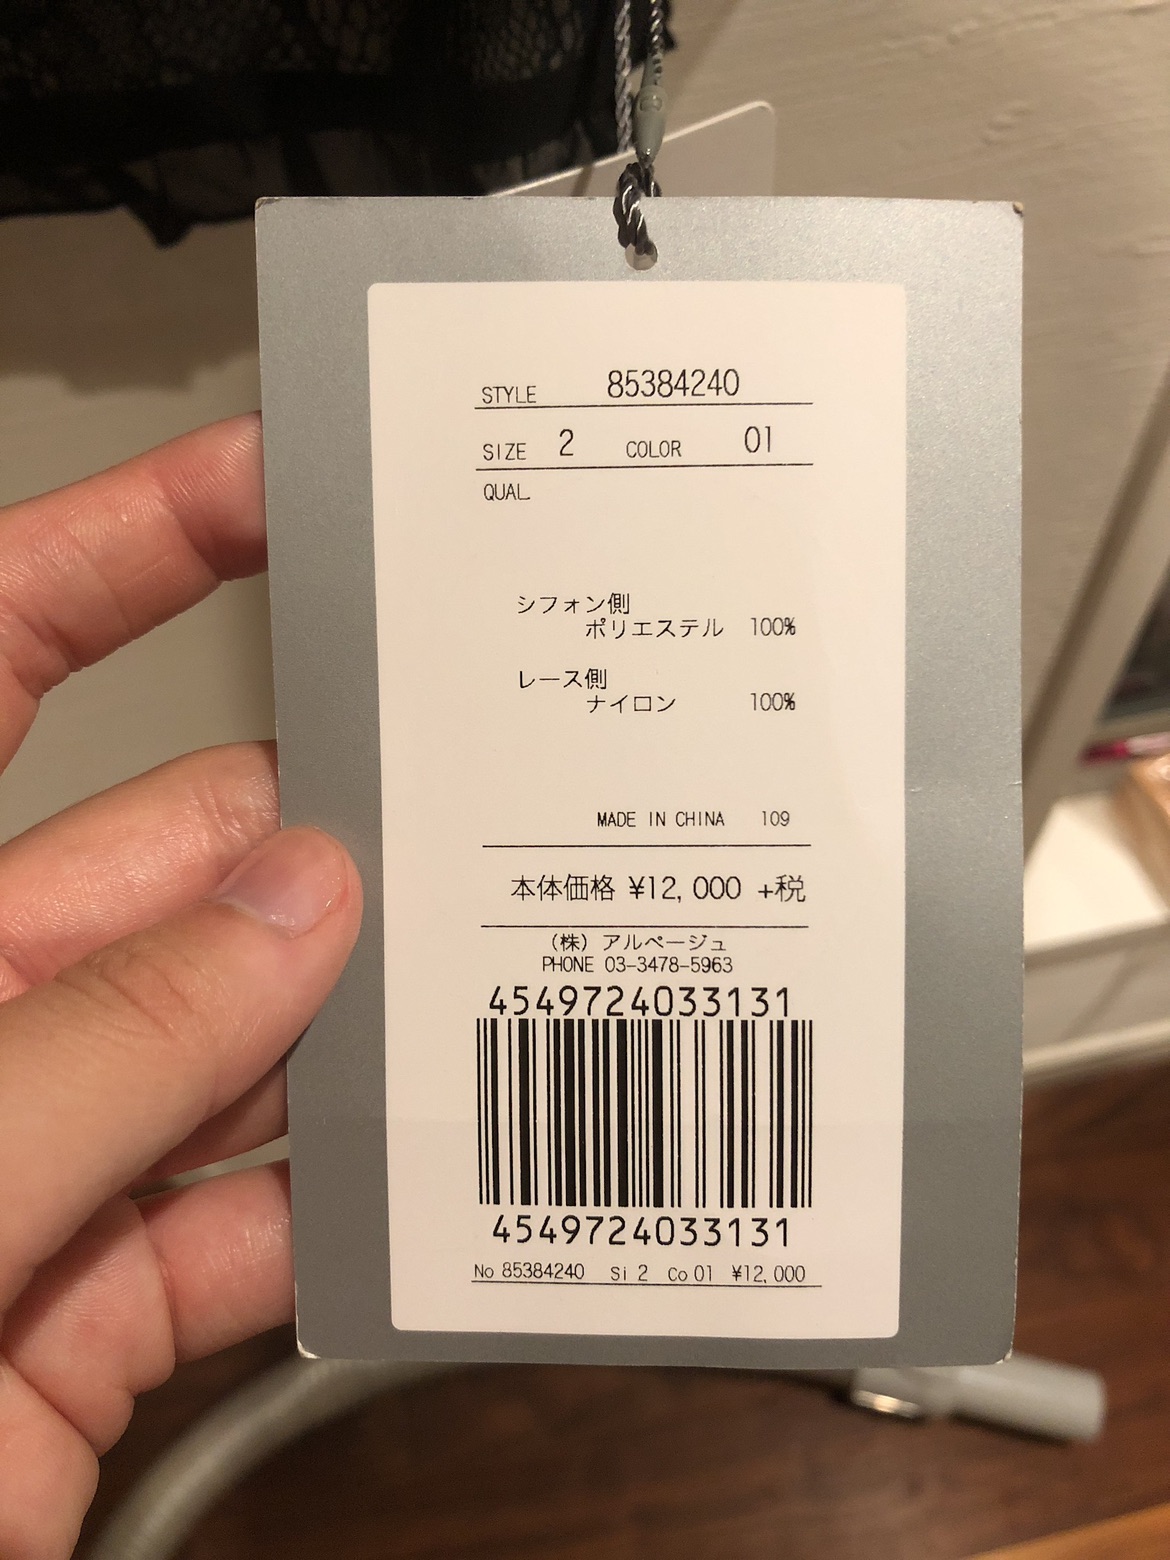 STYLE 85384240
SIZE 2 COLOR 01
QUAL
シフォン側
ポリエステル 100%
レース側
ナイロン 100%
MADE IN CHINA 109
本体価格 ¥12,000 +税
(株) アルページュ
PHONE 03-3478-5963
4549724033131
4549724033131
No 85384240 Si 2 Co 01 ¥12,000